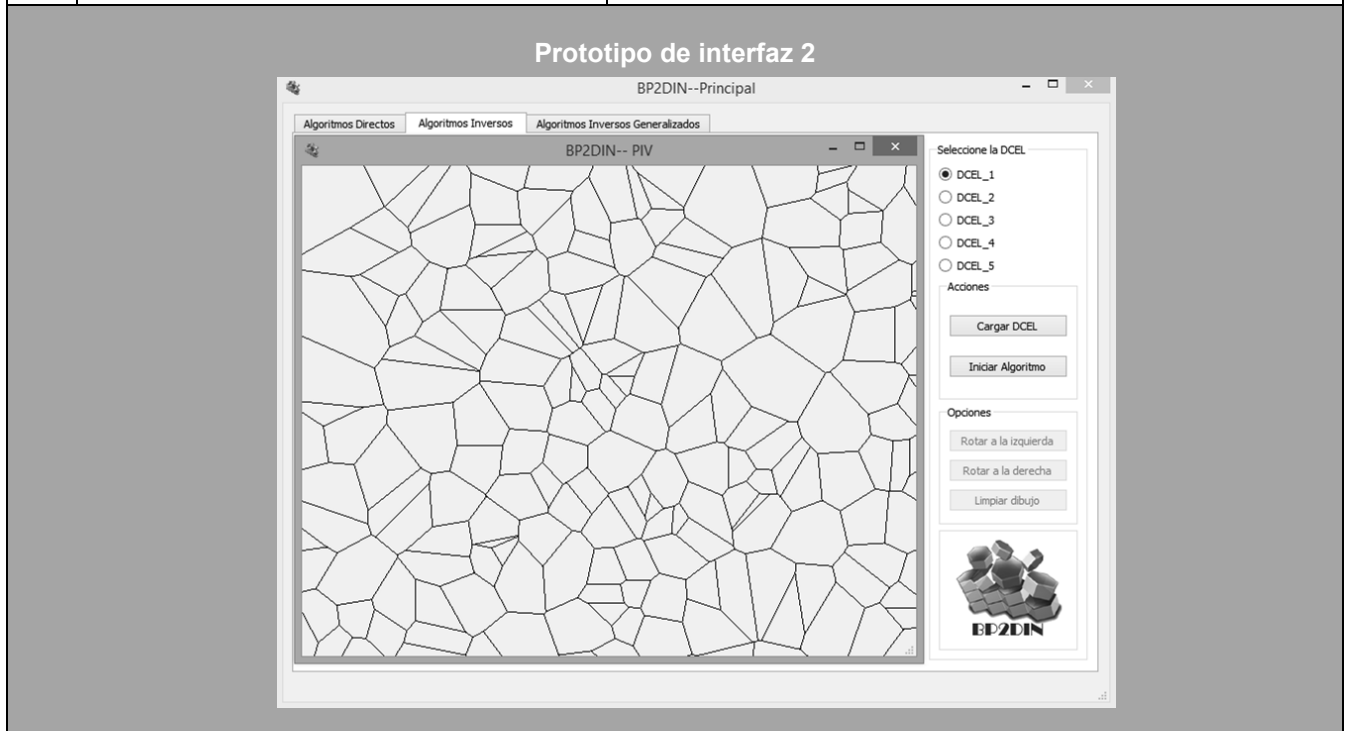 Prototipo de interfaz 2
BP2DIN--Principal
Algoritmos Directos
Algoritmos Inversos
Algoritmos Inversos Generalizados
BP2DIN-- PIV
Seleccione la DCEL
DCEL_1
DCEL_2
DCEL_3
DCEL_4
DCEL_5
Acciones
Cargar DCEL
Iniciar Algoritmo
Opciones
Rotar a la izquierda
Rotar a la derecha
Limpiar dibujo
BP2DIN